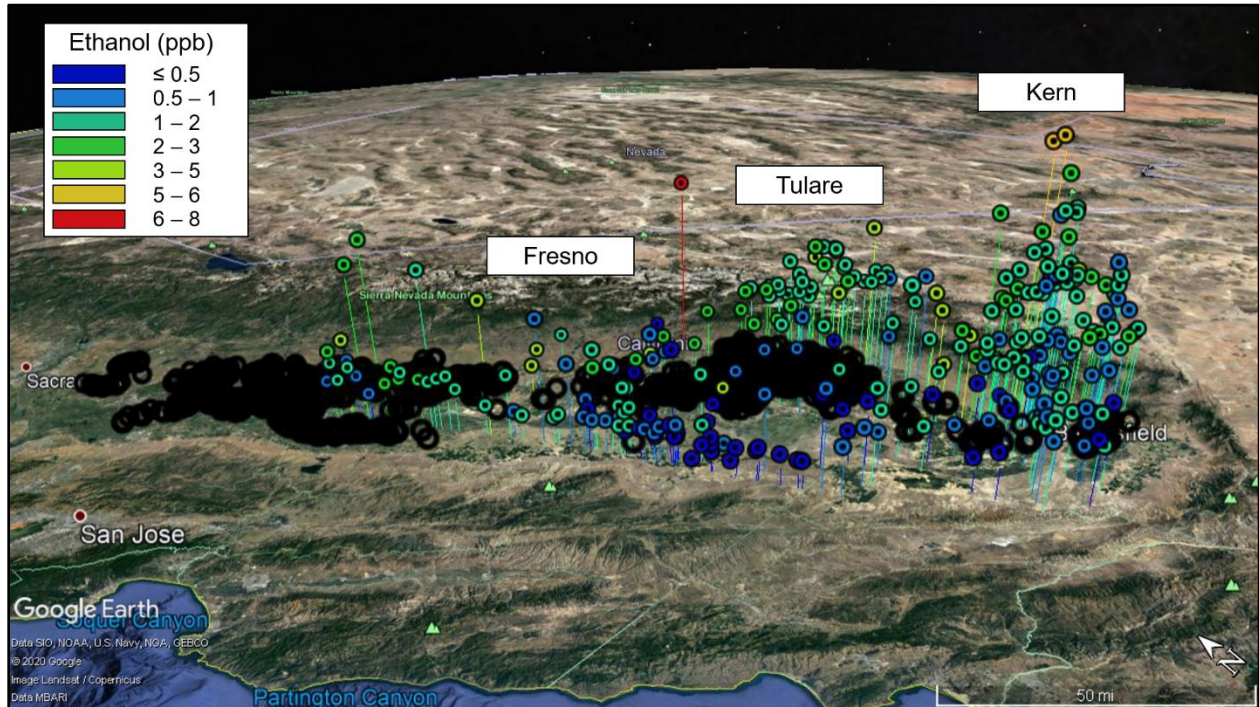 Ethanol (ppb)
≤ 0.5
0.5 – 1
1 – 2
2 – 3
3 – 5
5 – 6
6 – 8
Kern
Nevada
Tulare
Fresno
Sierra Nevada
Sacra
San Jose
Google Earth
Soquel Canyon
Data SIO, NOAA, U.S. Navy, NGA, GEBCO
© 2020 Google
Image Landsat / Copernicus
Data MBARI
Partington Canyon
N
50 mi